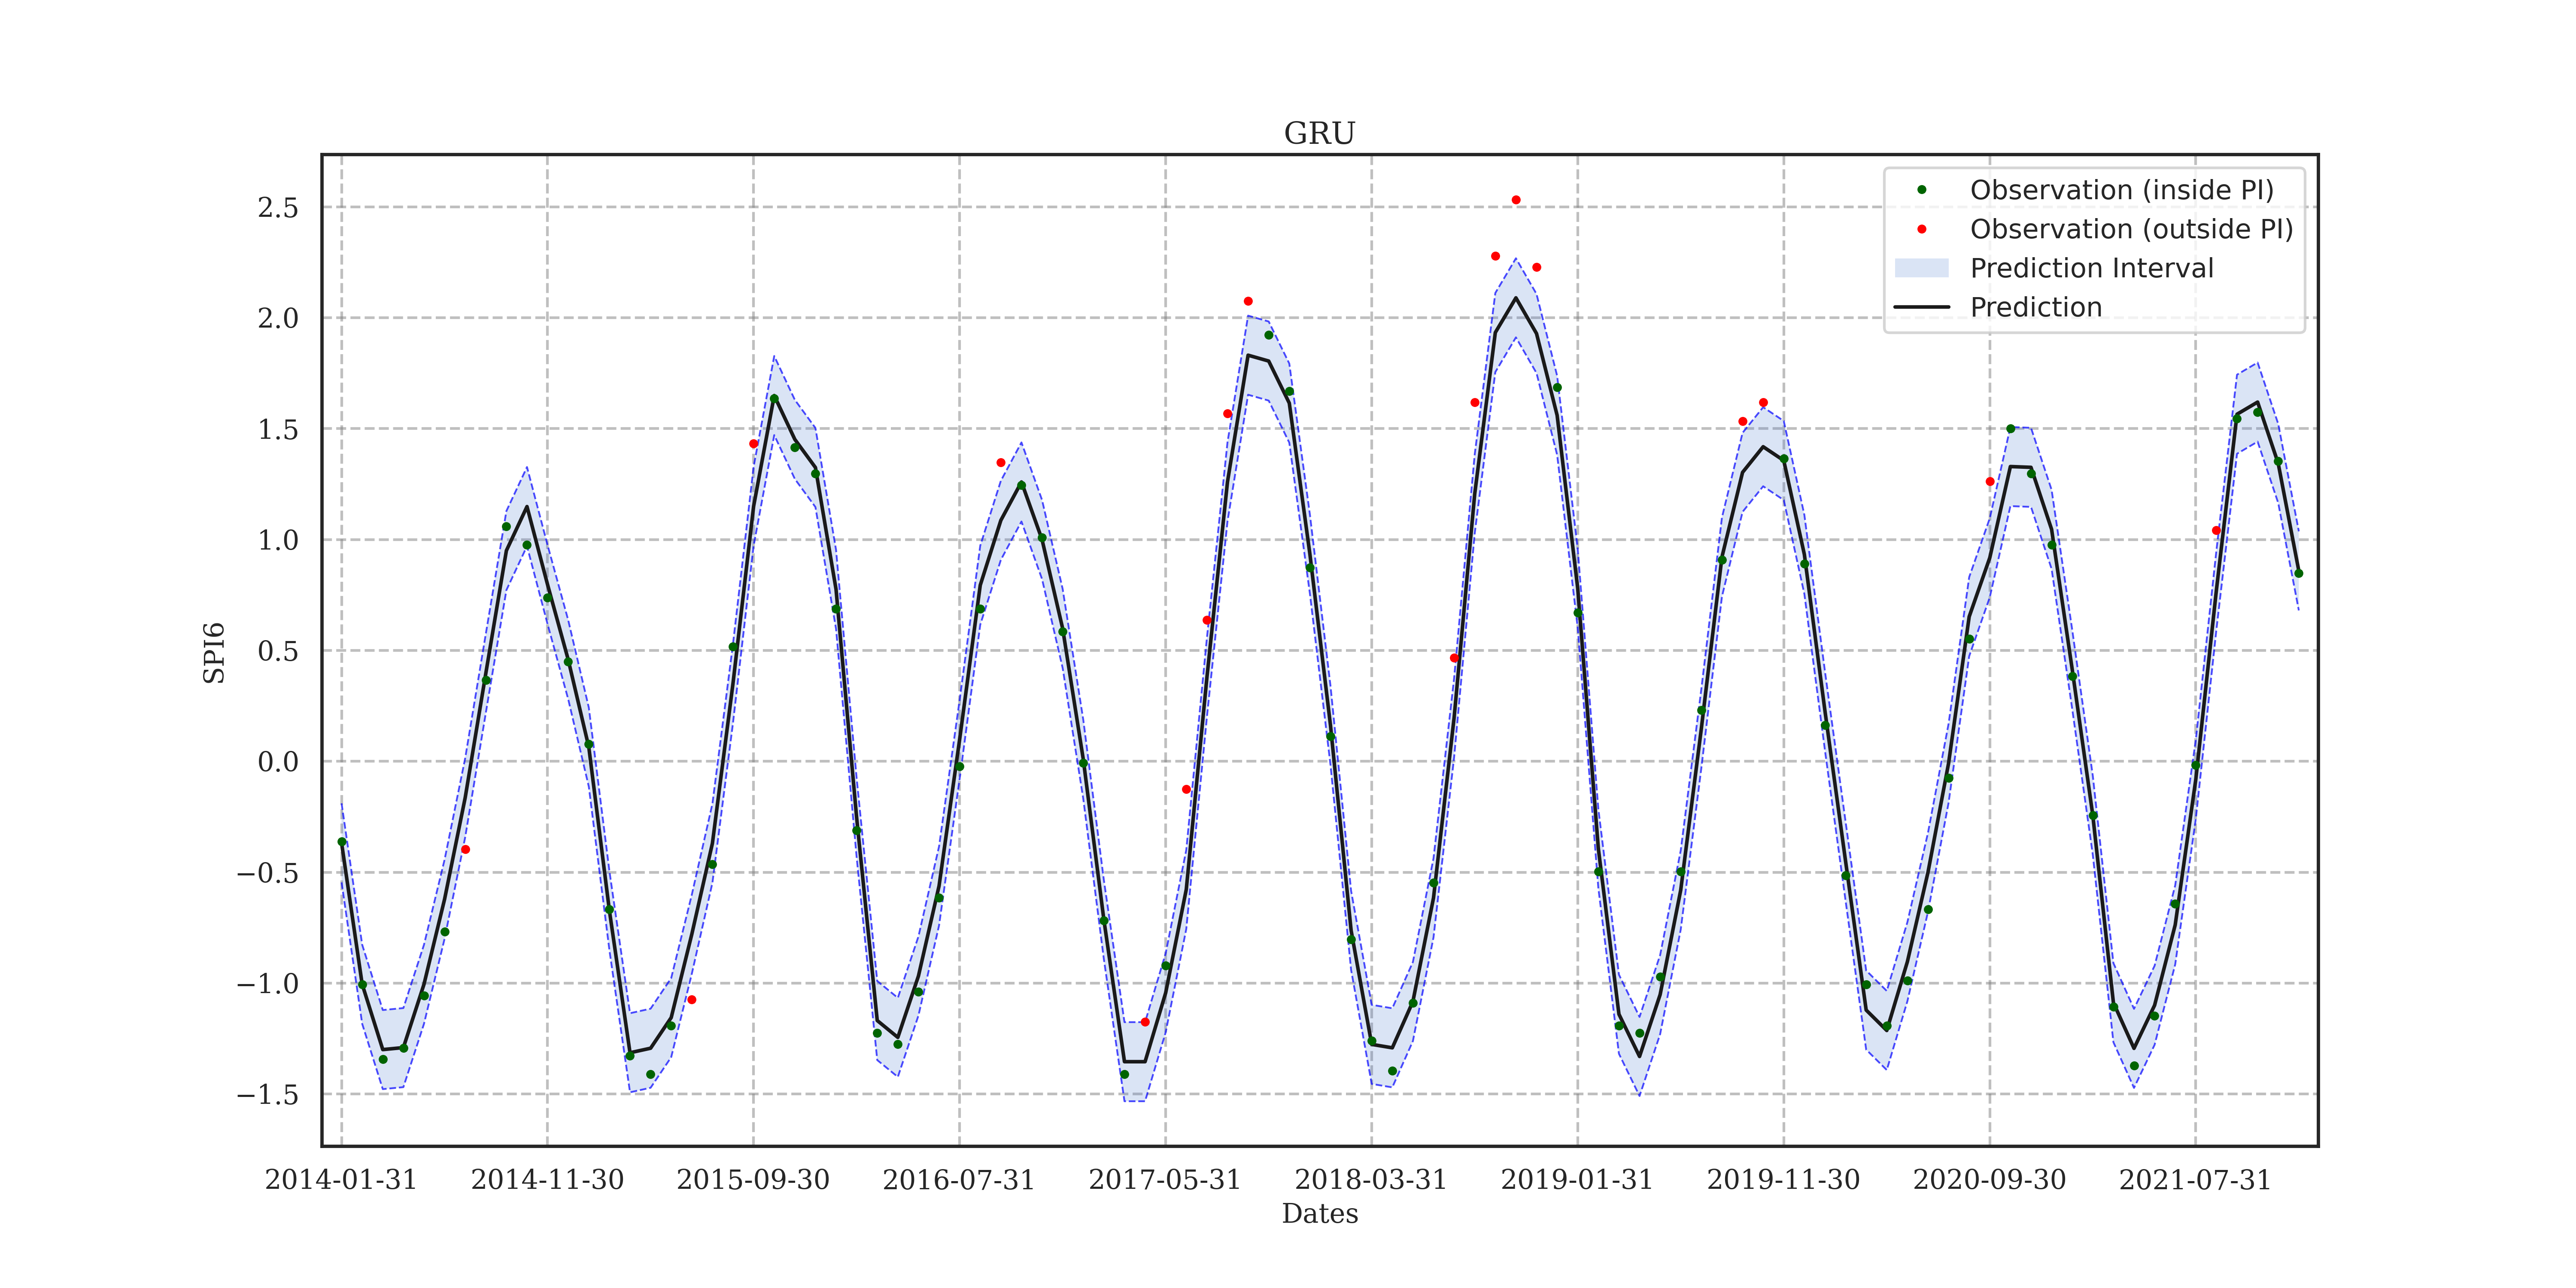 GRU
Observation (inside PI)
Observation (outside PI)
Prediction Interval
Prediction
2.5
2.0
1.5
1.0
0.5
0.0
−0.5
−1.0
−1.5
SPI6
2014-01-31 2014-11-30 2015-09-30 2016-07-31 2017-05-31 2018-03-31 2019-01-31 2019-11-30 2020-09-30 2021-07-31
Dates